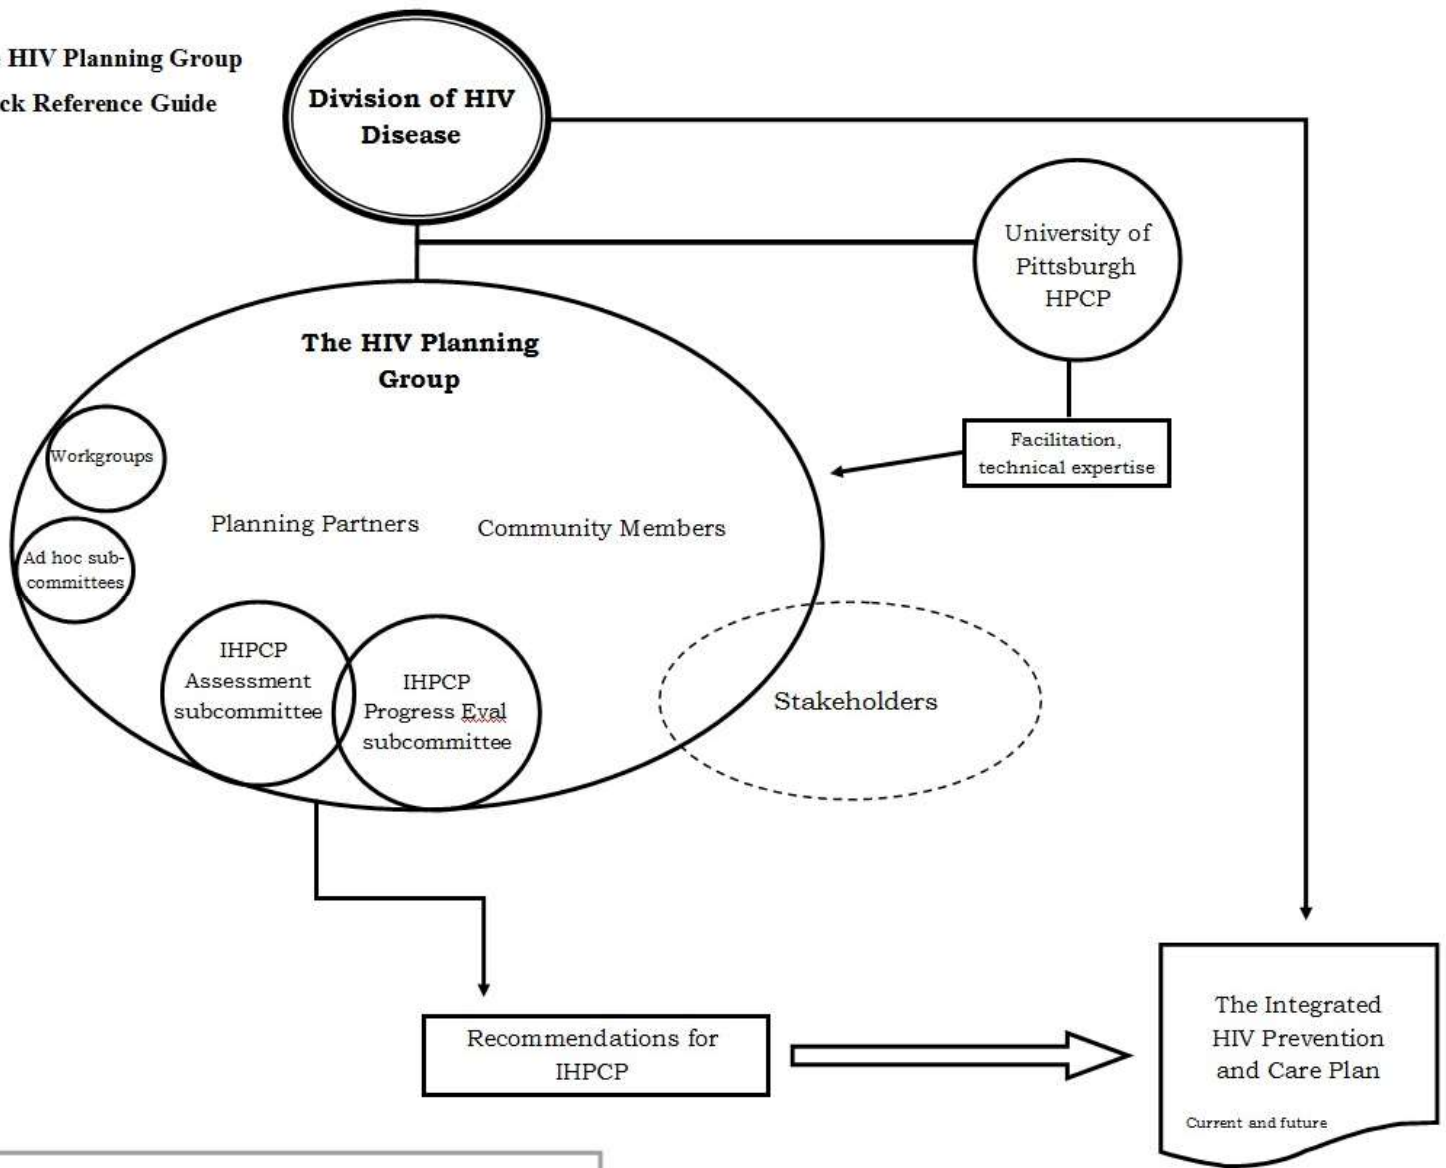 HIV Planning Group
Reference Guide
Division of HIV
Disease
University of
Pittsburgh
HPCP
The HIV Planning
Group
Facilitation,
technical expertise
Workgroups
Planning Partners
Community Members
Ad hoc sub-
committees
IHPCP
Assessment
subcommittee
IHPCP
Progress Eval
subcommittee
Stakeholders
Recommendations for
IHPCP
The Integrated
HIV Prevention
and Care Plan
Current and future